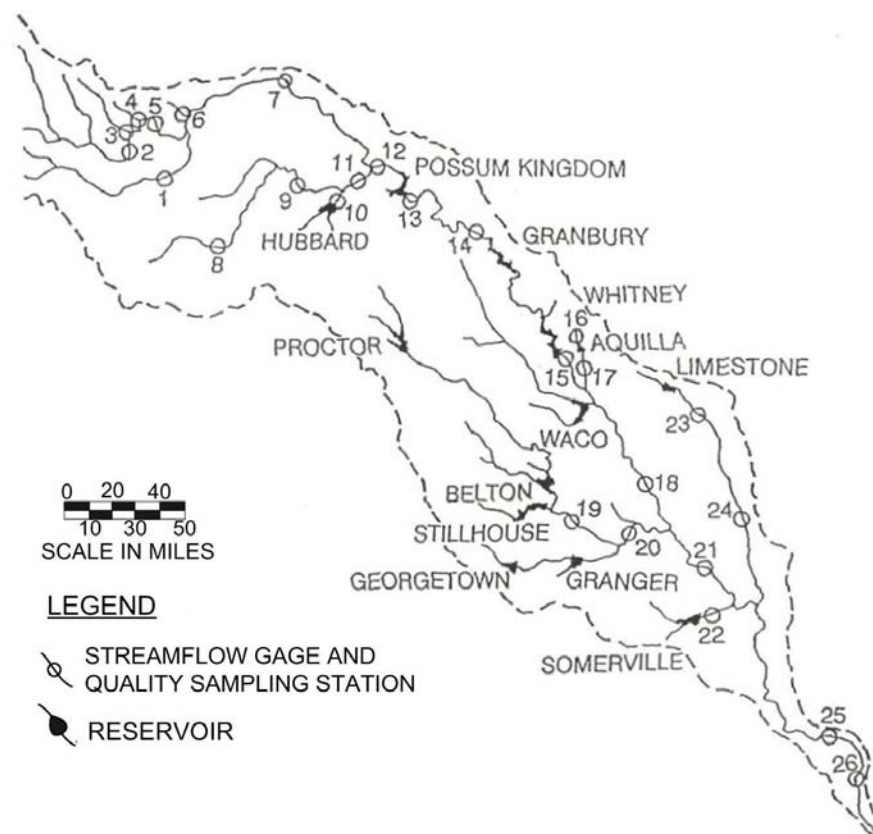 7
4
5
6
3
2
12
POSSUM KINGDOM
11
1
9
10
13
HUBBARD
14
GRANBURY
8
WHITNEY
16
AQUILLA
PROCTOR
15
17
LIMESTONE
23
WACO
18
BELTON
19
24
STILLHOUSE
20
21
GEORGETOWN
GRANGER
22
SOMERVILLE
25
26
0 20 40
10 30 50
SCALE IN MILES
LEGEND
STREAMFLOW GAGE AND
QUALITY SAMPLING STATION
RESERVOIR